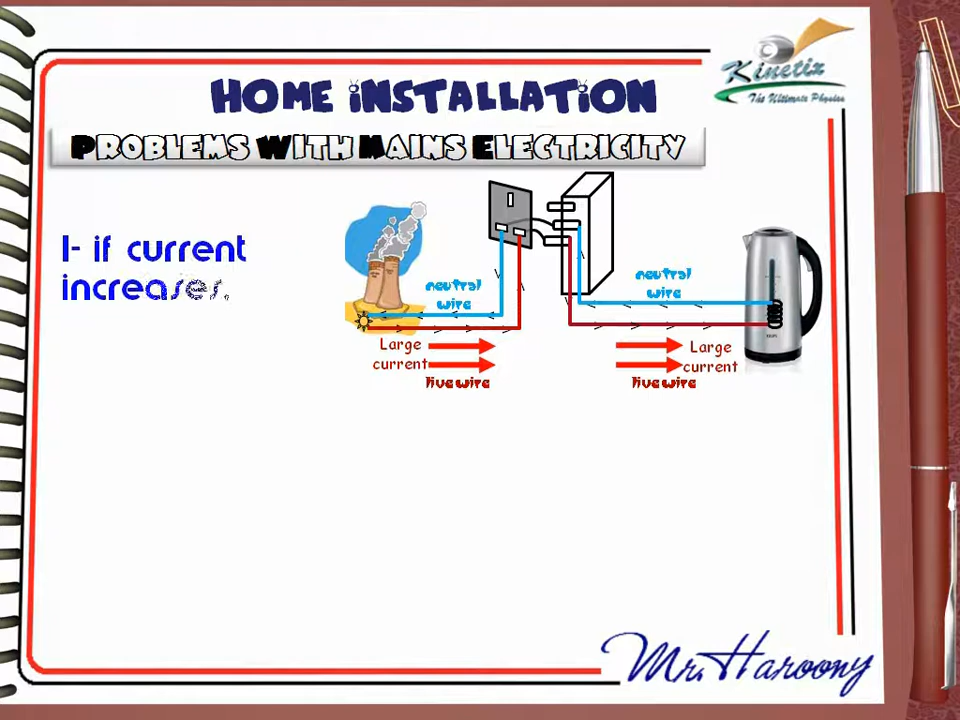 Kinetix
The Ultimate Physics
HOME INSTALLATION
PROBLEMS WITH MAINS ELECTRICITY
1- if current
increases.
neutral
wire
neutral
wire
Large
current
live wire
Large
current
live wire
Mr. Haroony